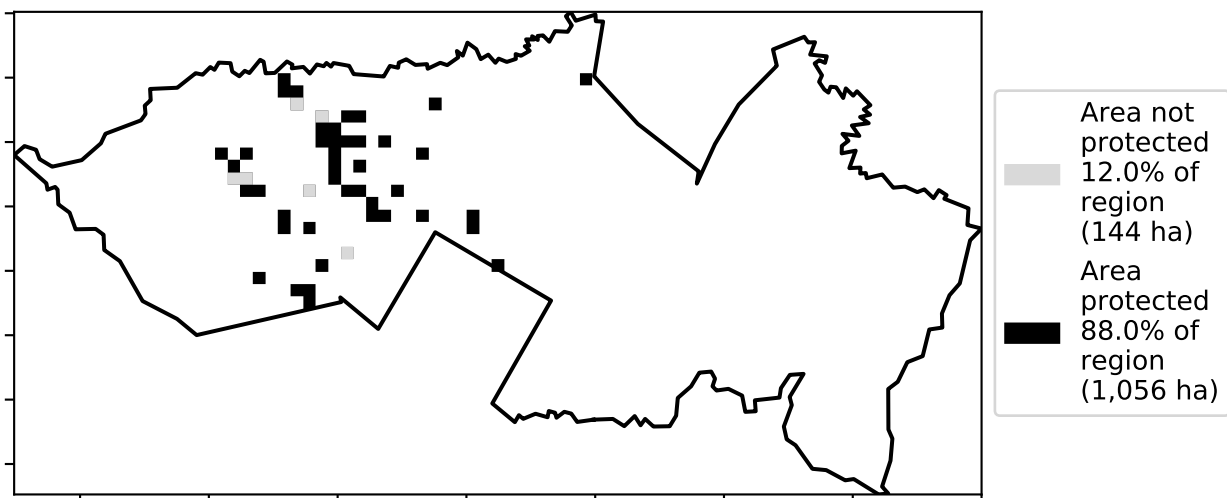 Area not
protected
12.0% of
region
(144 ha)
Area
protected
88.0% of
region
(1,056 ha)